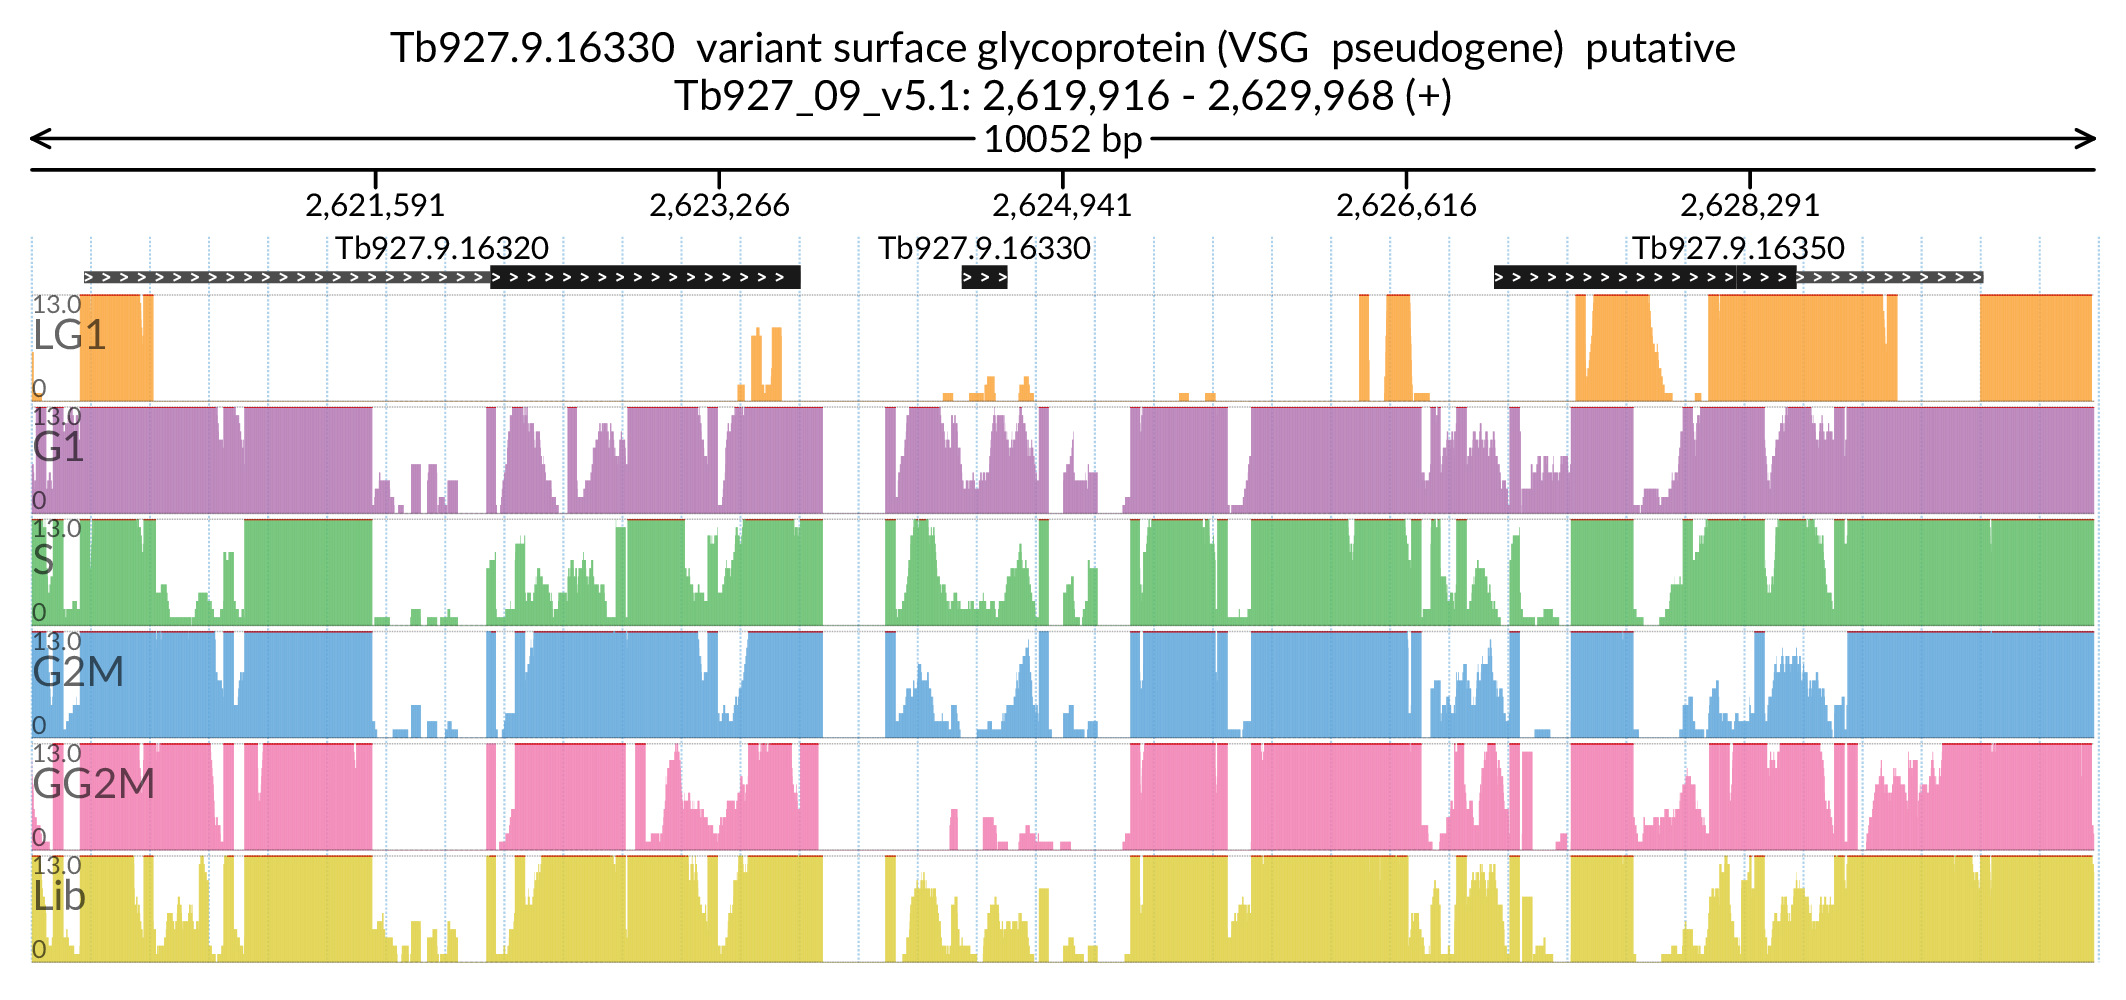 Tb927.9.16330 variant surface glycoprotein (VSG pseudogene) putative
Tb927_09_v5.1: 2,619,916 - 2,629,968 (+)
10052 bp
2,621,591 2,623,266 2,624,941 2,626,616 2,628,291
Tb927.9.16320 Tb927.9.16330 Tb927.9.16350
13.0
LG1
0
13.0
G1
0
13.0
S
0
13.0
G2M
0
13.0
GG2M
0
13.0
Lib
0